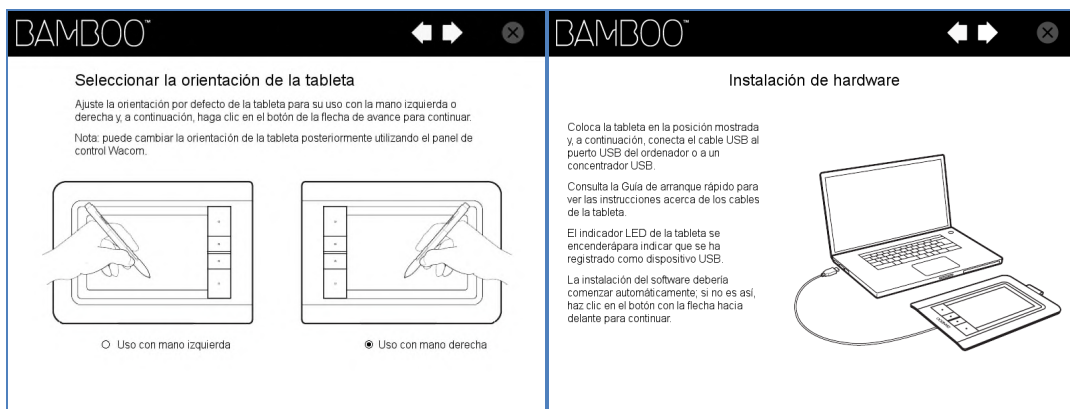 BAMBOO™
Seleccionar la orientación de la tableta
Ajuste la orientación por defecto de la tableta para su uso con la mano izquierda o
derecha y, a continuación, haga clic en el botón de la flecha de avance para continuar.
Nota: puede cambiar la orientación de la tableta posteriormente utilizando el panel de
control Wacom.
Uso con mano izquierda
Uso con mano derecha
BAMBOO™
Instalación de hardware
Coloca la tableta en la posición mostrada
y, a continuación, conecta el cable USB al
puerto USB del ordenador o a un
concentrador USB.
Consulta la Guía de arranque rápido para
ver las instrucciones acerca de los cables
de la tableta.
El indicador LED de la tableta se
encenderápara indicar que se ha
registrado como dispositivo USB.
La instalación del software debería
comenzar automáticamente; si no es así,
haz clic en el botón con la flecha hacia
delante para continuar.